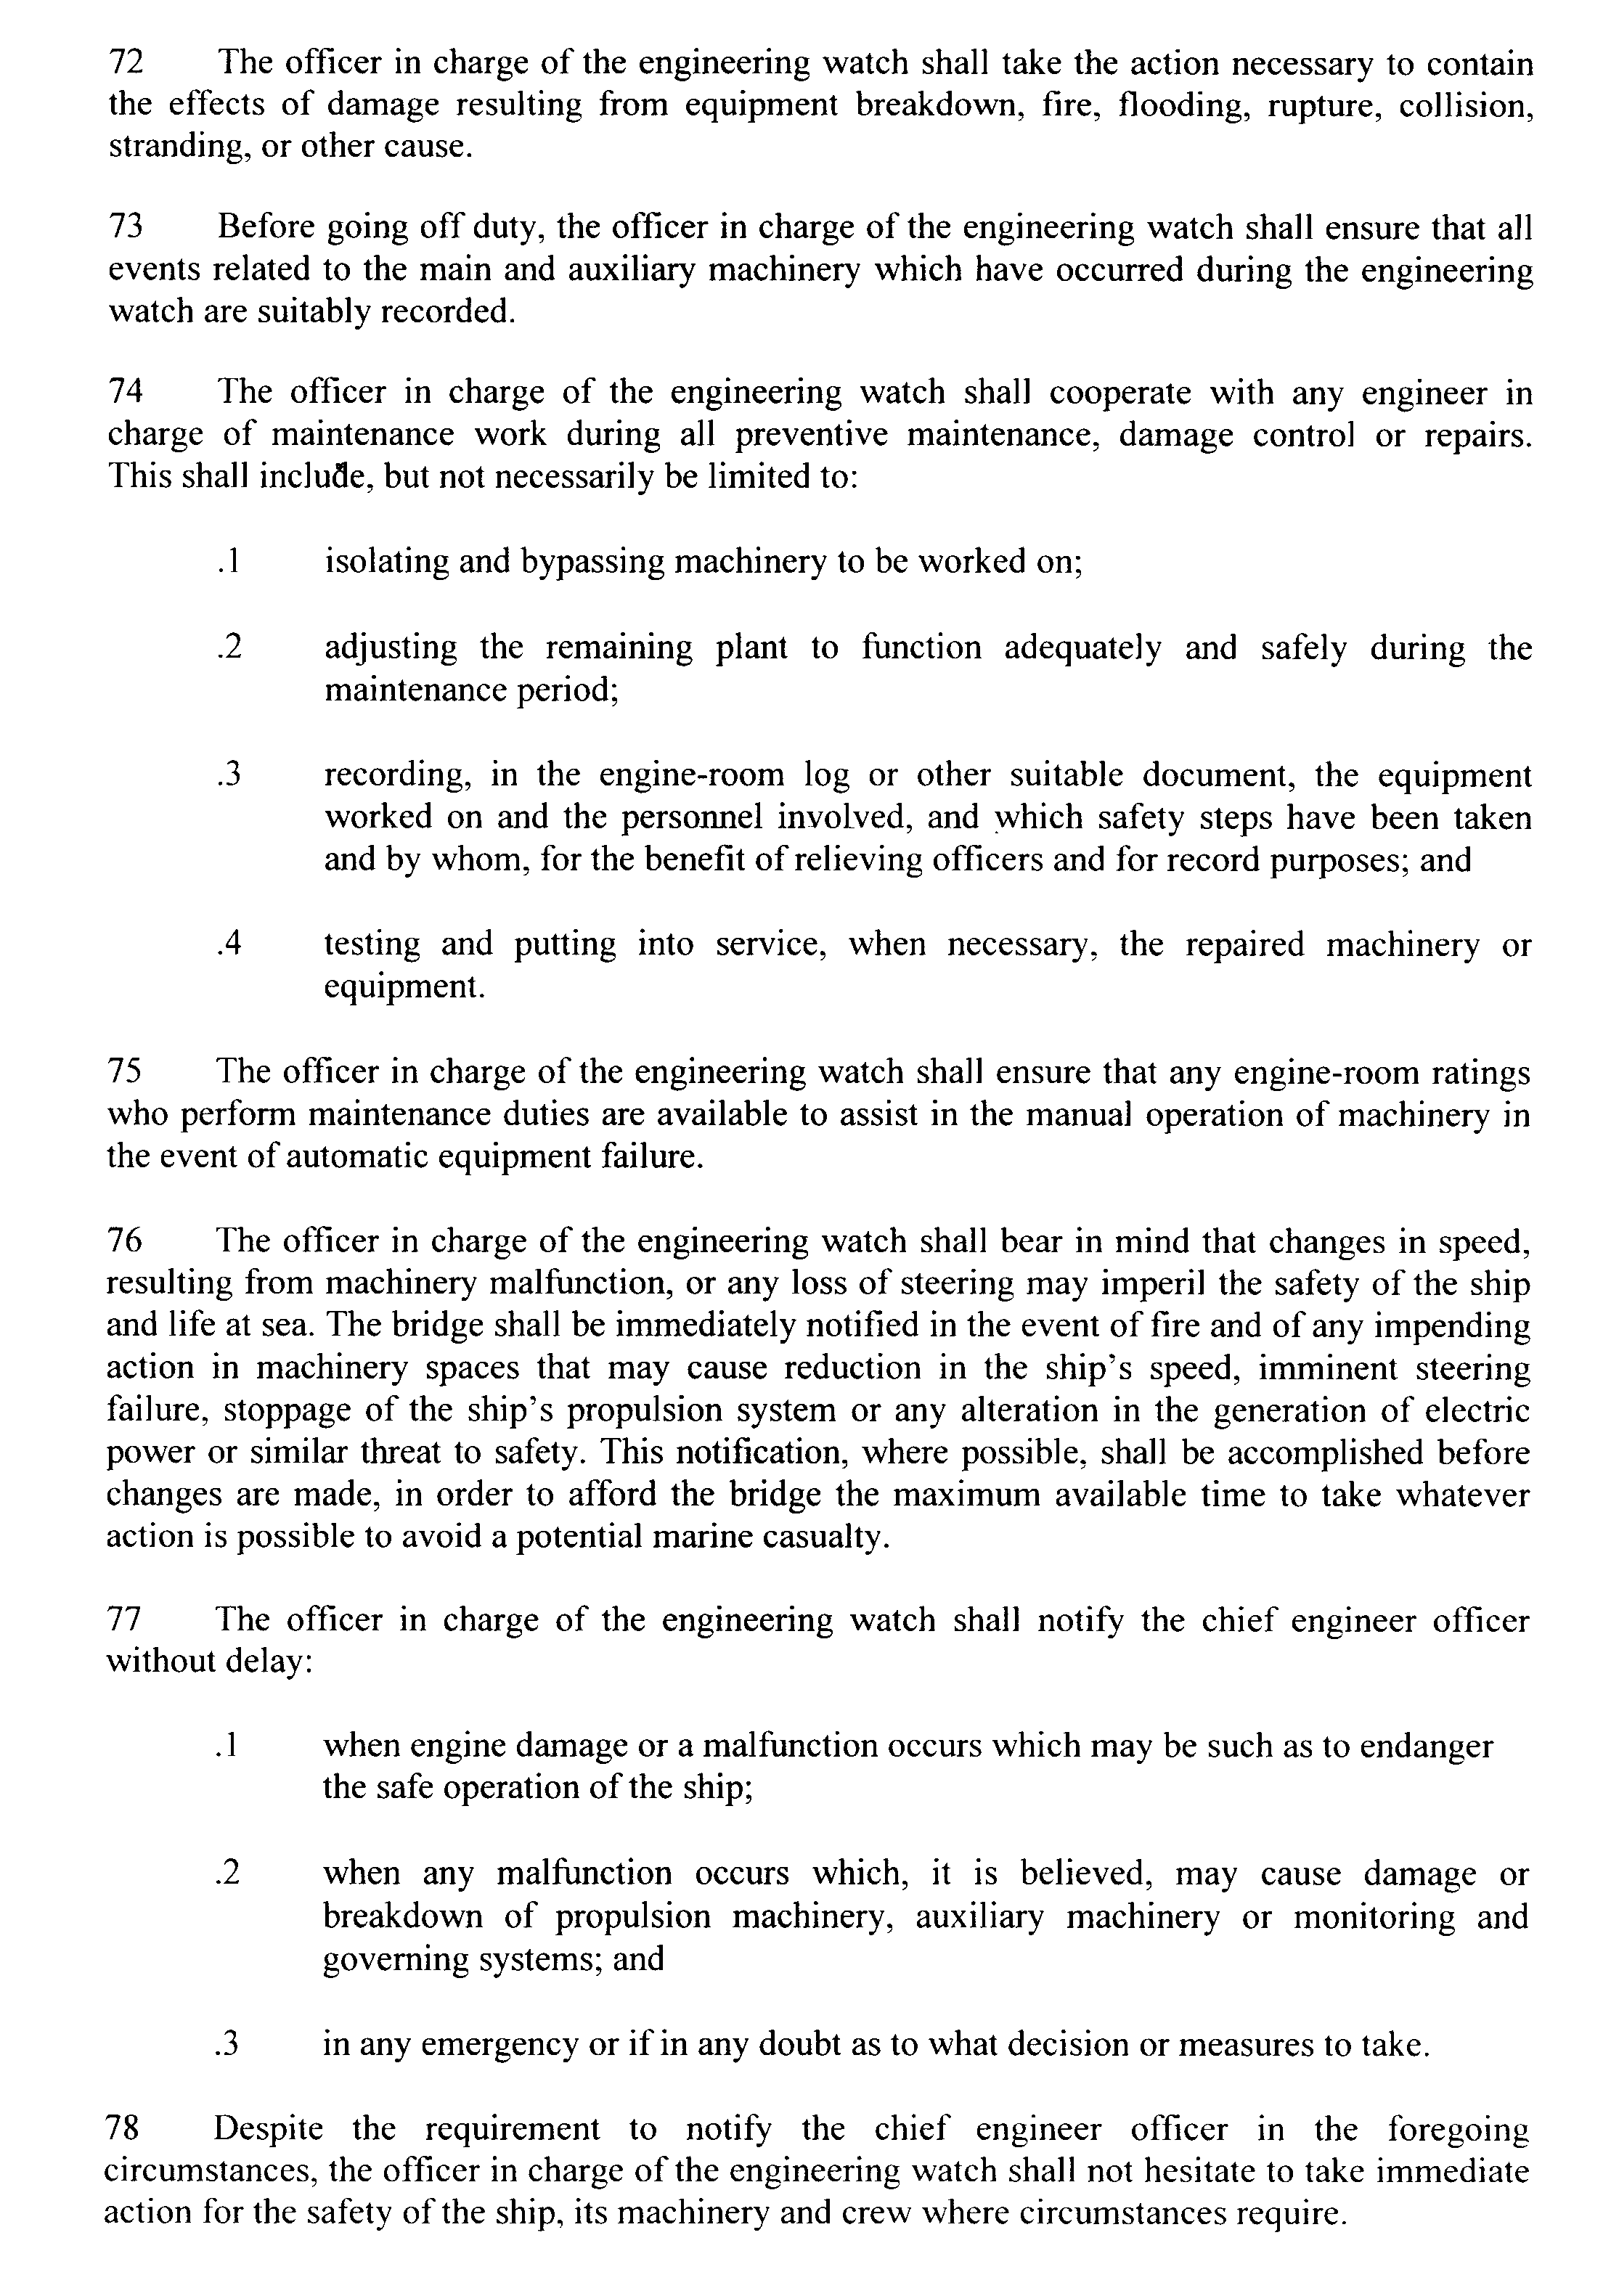 72 The officer in charge of the engineering watch shall take the action necessary to contain
the effects of damage resulting from equipment breakdown, fire, flooding, rupture, collision,
stranding, or other cause.
73 Before going off duty, the officer in charge of the engineering watch shall ensure that all
events related to the main and auxiliary machinery which have occurred during the engineering
watch are suitably recorded.
74 The officer in charge of the engineering watch shall cooperate with any engineer in
charge of maintenance work during all preventive maintenance, damage control or repairs.
This shall include, but not necessarily be limited to:
.1 isolating and bypassing machinery to be worked on;
.2 adjusting the remaining plant to function adequately and safely during the
maintenance period;
.3 recording, in the engine-room log or other suitable document, the equipment
worked on and the personnel involved, and which safety steps have been taken
and by whom, for the benefit of relieving officers and for record purposes; and
.4 testing and putting into service, when necessary, the repaired machinery or
equipment.
75 The officer in charge of the engineering watch shall ensure that any engine-room ratings
who perform maintenance duties are available to assist in the manual operation of machinery in
the event of automatic equipment failure.
76 The officer in charge of the engineering watch shall bear in mind that changes in speed,
resulting from machinery malfunction, or any loss of steering may imperil the safety of the ship
and life at sea. The bridge shall be immediately notified in the event of fire and of any impending
action in machinery spaces that may cause reduction in the ship's speed, imminent steering
failure, stoppage of the ship's propulsion system or any alteration in the generation of electric
power or similar threat to safety. This notification, where possible, shall be accomplished before
changes are made, in order to afford the bridge the maximum available time to take whatever
action is possible to avoid a potential marine casualty.
77 The officer in charge of the engineering watch shall notify the chief engineer officer
without delay:
.1 when engine damage or a malfunction occurs which may be such as to endanger
the safe operation of the ship;
.2 when any malfunction occurs which, it is believed, may cause damage or
breakdown of propulsion machinery, auxiliary machinery or monitoring and
governing systems; and
.3 in any emergency or if in any doubt as to what decision or measures to take.
78 Despite the requirement to notify the chief engineer officer in the foregoing
circumstances, the officer in charge of the engineering watch shall not hesitate to take immediate
action for the safety of the ship, its machinery and crew where circumstances require.